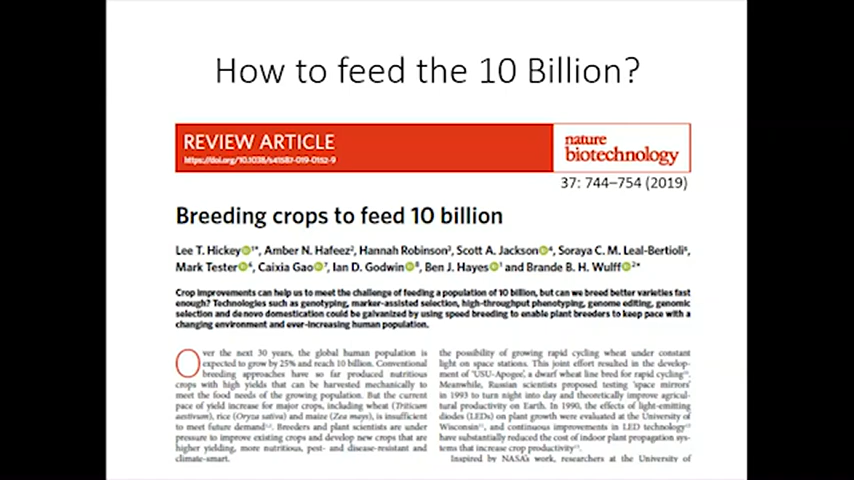 How to feed the 10 Billion?
REVIEW ARTICLE
nature
biotechnology
https://doi.org/10.1038/s41587-019-0152-9
37: 744–754 (2019)
Breeding crops to feed 10 billion
Lee T. Hickey 1*, Amber N. Hafeez2, Hannah Robinson3, Scott A. Jackson 4, Soraya C. M. Leal-Bertioli5,
Mark Tester 6, Caixia Gao 7, Ian D. Godwin 8, Ben J. Hayes 1 and Brande B. H. Wulff 2*
Crop improvements can help us to meet the challenge of feeding a population of 10 billion, but can we breed better varieties fast
enough? Technologies such as genotyping, marker-assisted selection, high-throughput phenotyping, genome editing, genomic
selection and de novo domestication could be galvanized by using speed breeding to enable plant breeders to keep pace with a
changing environment and ever-increasing human population.
Over the next 30 years, the global human population is
expected to grow by 25% and reach 10 billion. Conventional
breeding approaches have so far produced nutritious
crops with high yields that can be harvested mechanically to
meet the food needs of the growing population. But the current
pace of yield increase for major crops, including wheat (Triticum
aestivum), rice (Oryza sativa) and maize (Zea mays), is insufficient
to meet future demand1,2. Breeders and plant scientists are under
pressure to improve existing crops and develop new crops that are
higher yielding, more nutritious, pest- and disease-resistant and
climate-smart.
the possibility of growing rapid cycling wheat under constant
light on space stations. This joint effort resulted in the develop-
ment of 'USU-Apogee', a dwarf wheat line bred for rapid cycling
Meanwhile, Russian scientists proposed testing 'space mirrors'
in 1993 to turn night into day and theoretically improve agricul-
tural productivity on Earth. In 1990, the effects of light-emitting
diodes (LEDs) on plant growth were evaluated at the University of
Wisconsin, and continuous improvements in LED technology
have substantially reduced the cost of indoor plant propagation sys-
tems that increase crop productivity
Inspired by NASA's work, researchers at the University of